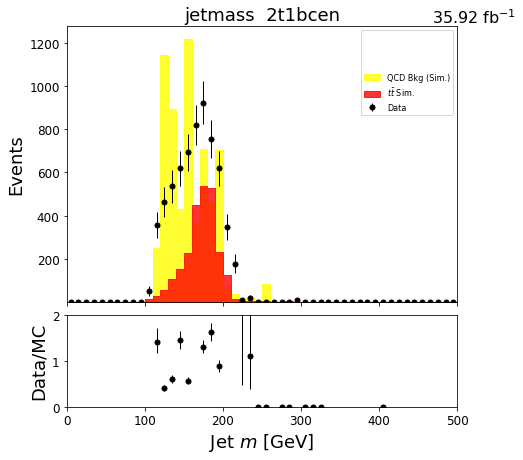 jetmass 2t1bcen
35.92 fb⁻¹
QCD Bkg (Sim.)
tt̄ Sim.
Data
Events
1200
1000
800
600
400
200
Data/MC
2
1
0
0 100 200 300 400 500
Jet m [GeV]